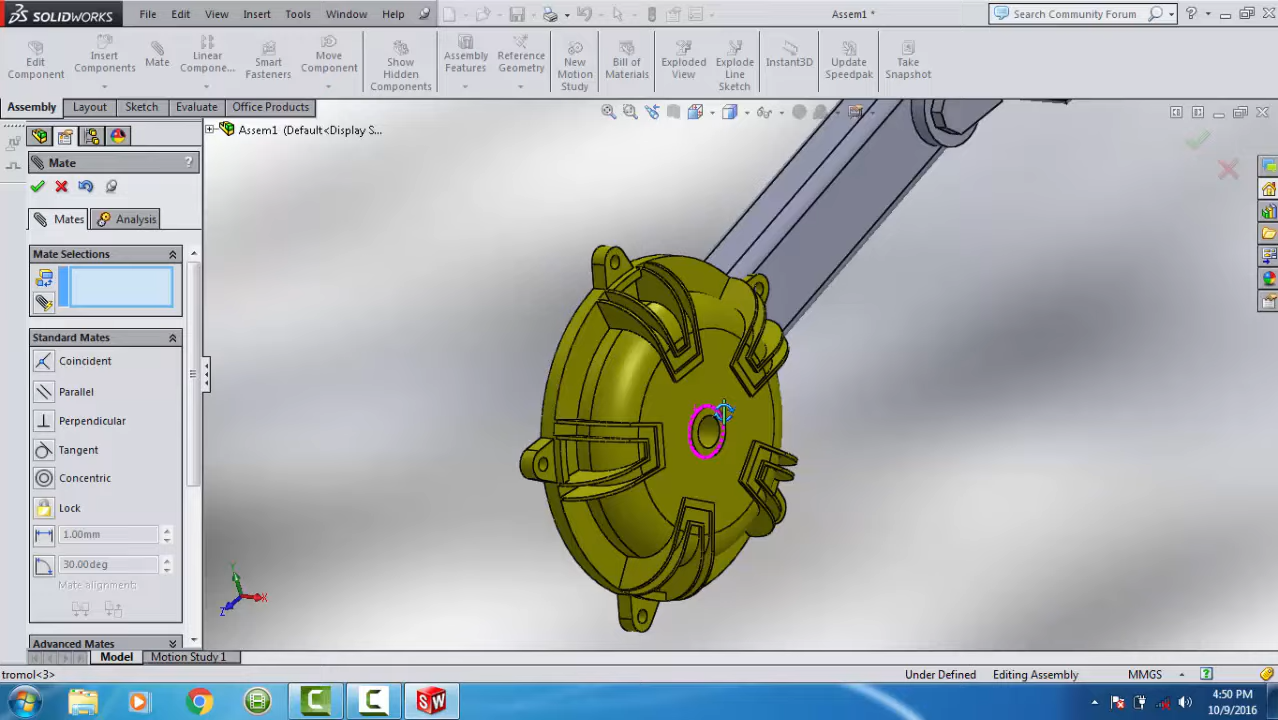 SOLIDWORKS File Edit View Insert Tools Window Help Assem1 * Search Community Forum
Edit Component
Insert Components
Mate
Linear Compone...
Smart Fasteners
Move Component
Show Hidden Components
Assembly Features
Reference Geometry
New Motion Study
Bill of Materials
Exploded View
Explode Line Sketch
Instant3D
Update Speedpak
Take Snapshot
Assembly Layout Sketch Evaluate Office Products
Assem1 (Default<Display S...
Mate ?
Mates Analysis
Mate Selections
Standard Mates
Coincident
Parallel
Perpendicular
Tangent
Concentric
Lock
1.00mm
30.00deg
Mate alignment:
Advanced Mates
Y
X
Z
Model Motion Study 1
tromol<3> Under Defined Editing Assembly MMGS ?
4:50 PM
10/9/2016